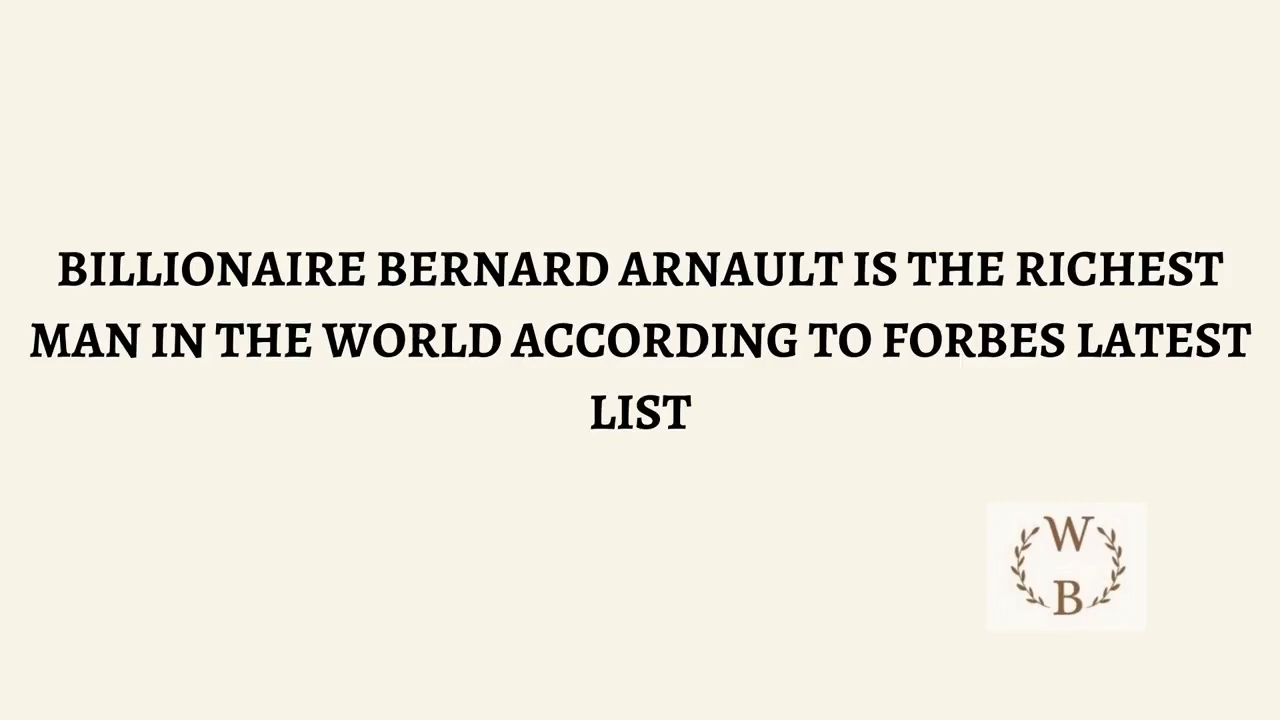 BILLIONAIRE BERNARD ARNAULT IS THE RICHEST
MAN IN THE WORLD ACCORDING TO FORBES LATEST
LIST
W
B